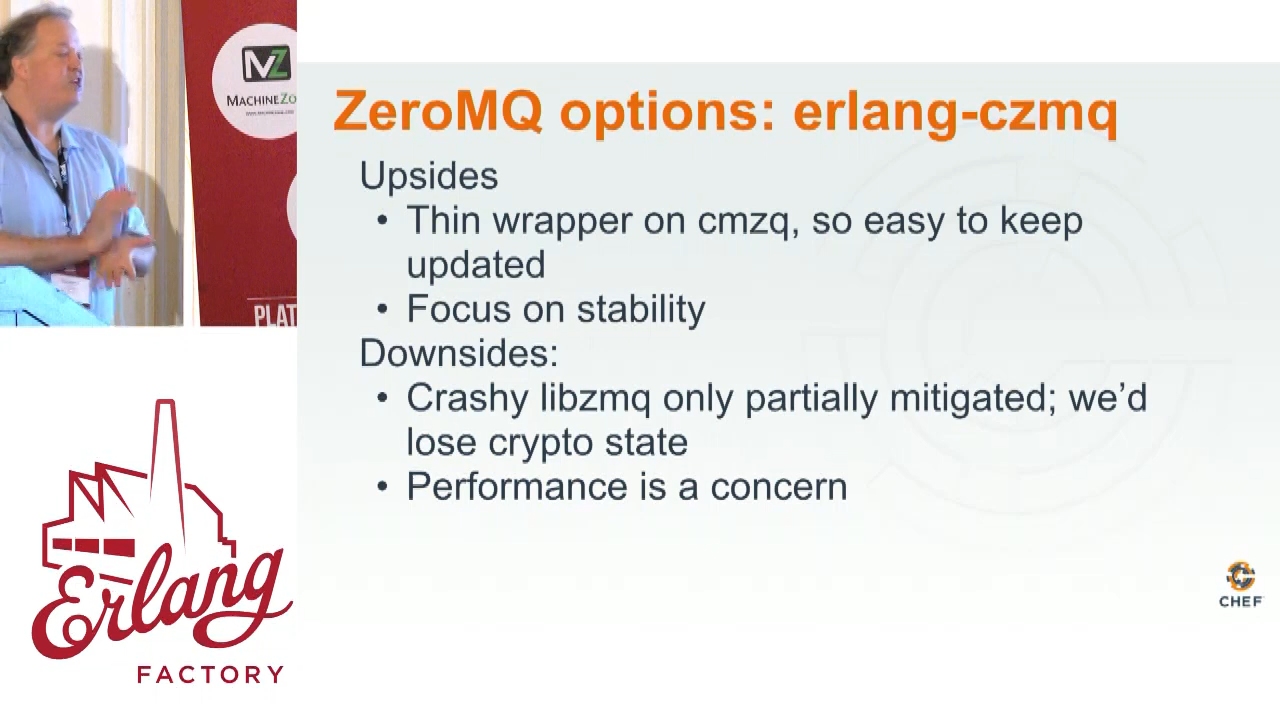 MZ
MACHINEZO
PLAT
ZeroMQ options: erlang-czmq
Upsides
• Thin wrapper on cmzq, so easy to keep
updated
• Focus on stability
Downsides:
• Crashy libzmq only partially mitigated; we’d
lose crypto state
• Performance is a concern
CHEF
Erlang
FACTORY